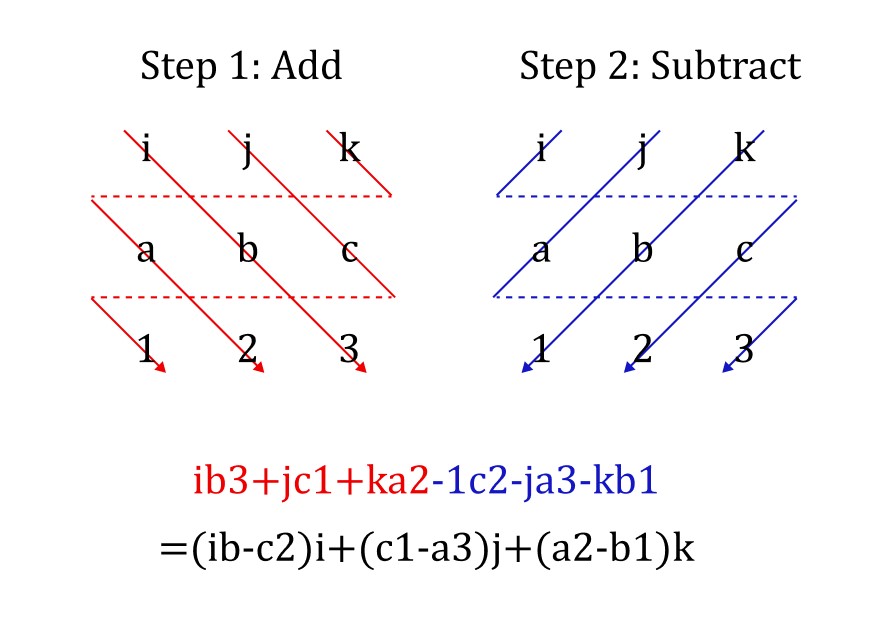 Step 1: Add
i j k
a b c
1 2 3
Step 2: Subtract
i j k
a b c
1 2 3
ib3+jc1+ka2-1c2-ja3-kb1
=(ib-c2)i+(c1-a3)j+(a2-b1)k